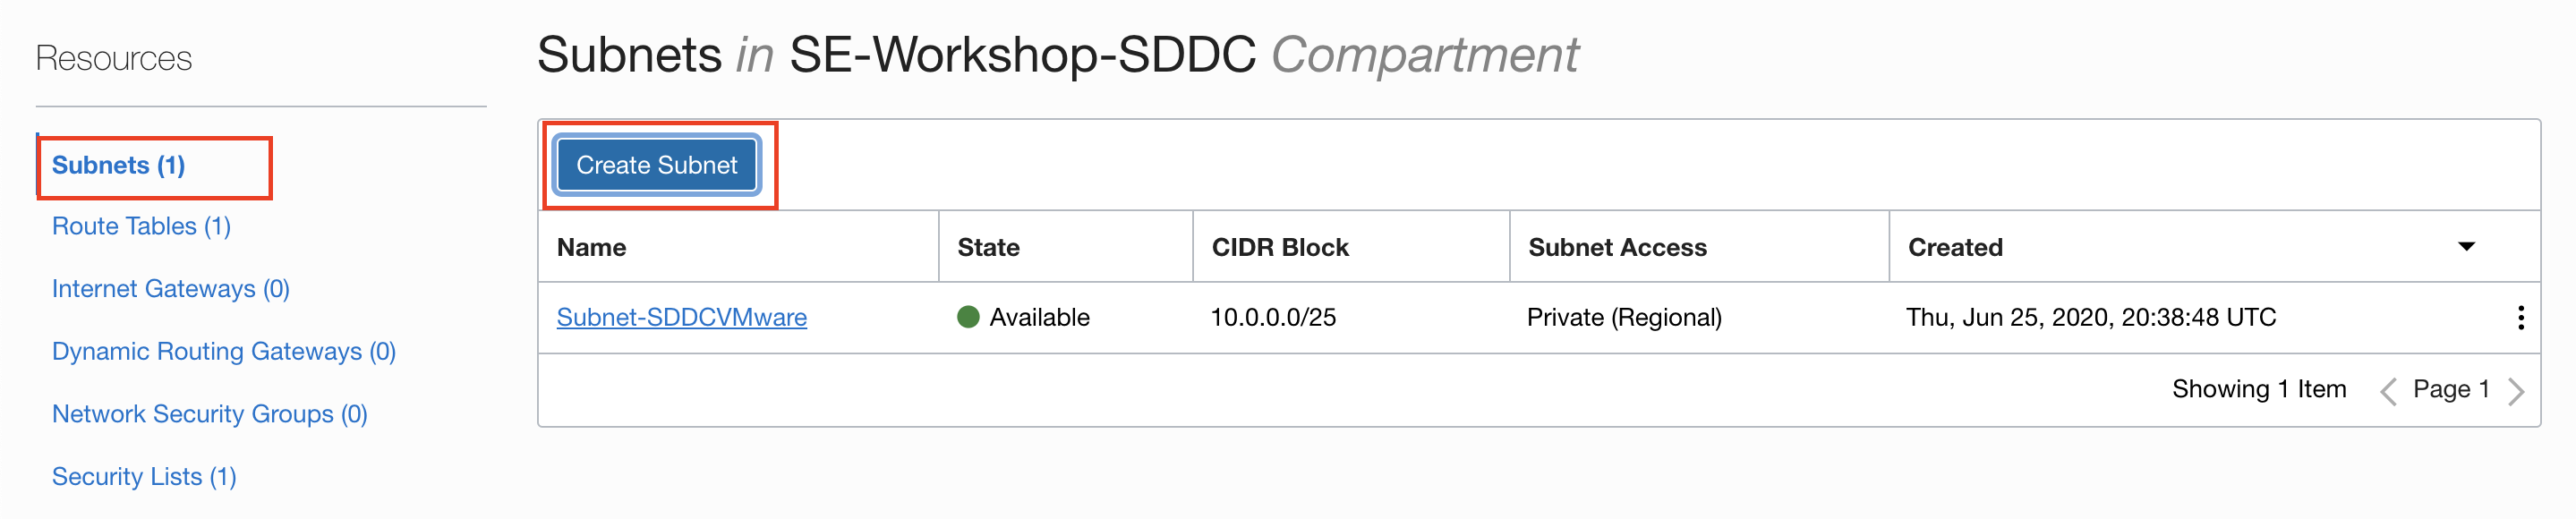 Resources
Subnets (1)
Route Tables (1)
Internet Gateways (0)
Dynamic Routing Gateways (0)
Network Security Groups (0)
Security Lists (1)
Subnets in SE-Workshop-SDDC Compartment
Create Subnet
Name State CIDR Block Subnet Access Created
Subnet-SDDCVMware Available 10.0.0.0/25 Private (Regional) Thu, Jun 25, 2020, 20:38:48 UTC
Showing 1 Item Page 1